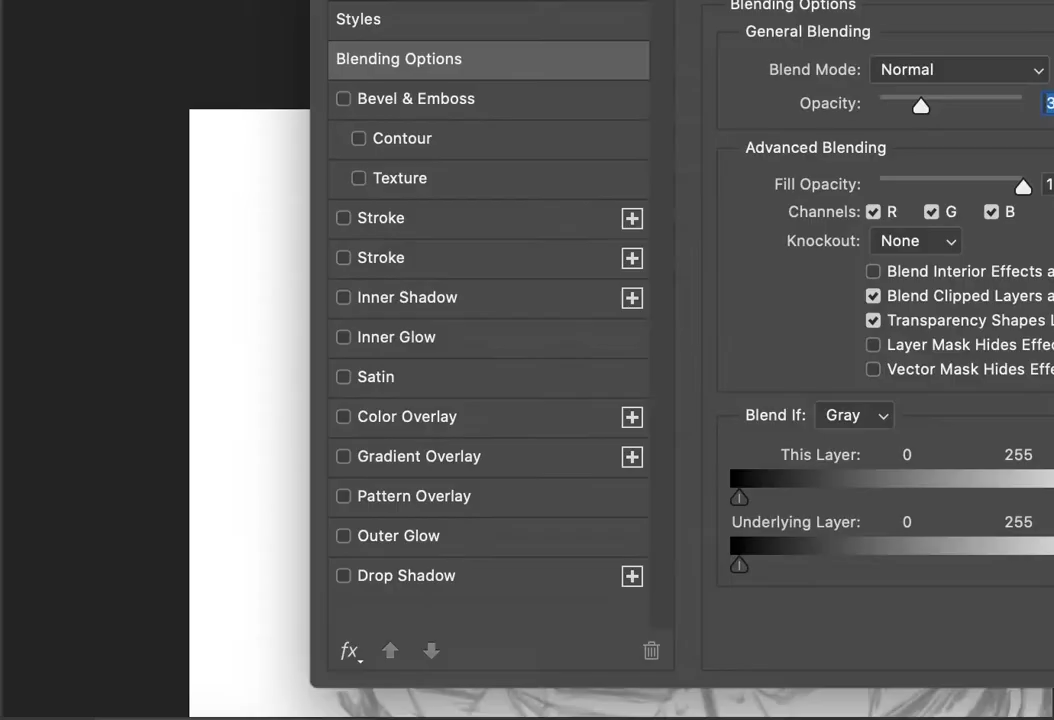 Styles
Blending Options
Bevel & Emboss
Contour
Texture
Stroke
Stroke
Inner Shadow
Inner Glow
Satin
Color Overlay
Gradient Overlay
Pattern Overlay
Outer Glow
Drop Shadow
fx
Blending Options
General Blending
Blend Mode: Normal
Opacity: 3
Advanced Blending
Fill Opacity: 1
Channels: R G B
Knockout: None
Blend Interior Effects a
Blend Clipped Layers a
Transparency Shapes L
Layer Mask Hides Effe
Vector Mask Hides Effe
Blend If: Gray
This Layer: 0 255
Underlying Layer: 0 255